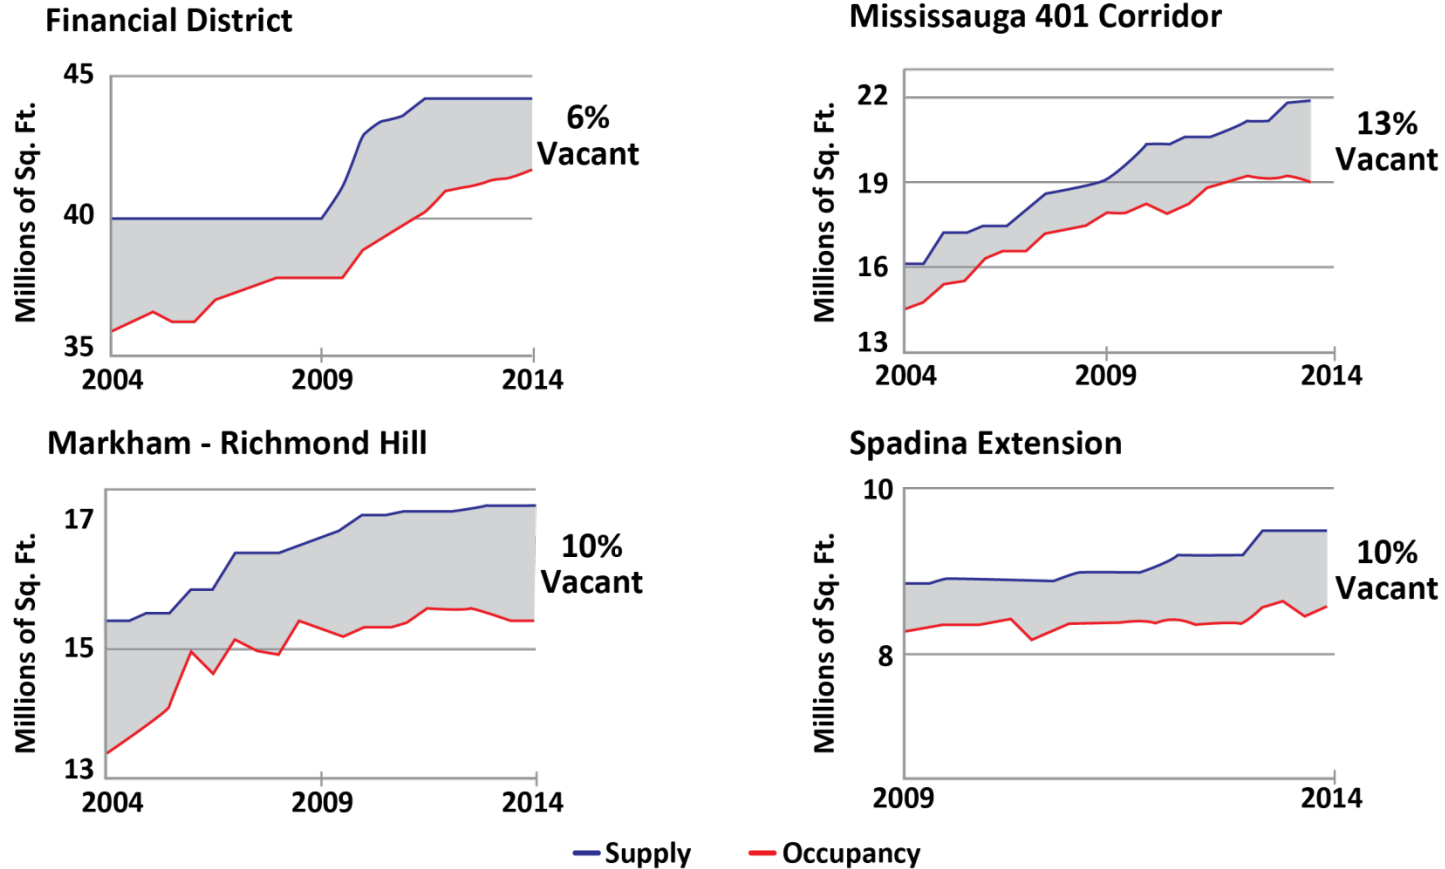 Financial District
Millions of Sq. Ft.
45
40
35
2004 2009 2014
6%
Vacant
Mississauga 401 Corridor
Millions of Sq. Ft.
22
19
16
13
2004 2009 2014
13%
Vacant
Markham - Richmond Hill
Millions of Sq. Ft.
17
15
13
2004 2009 2014
10%
Vacant
Spadina Extension
Millions of Sq. Ft.
10
8
2009 2014
10%
Vacant
Supply Occupancy